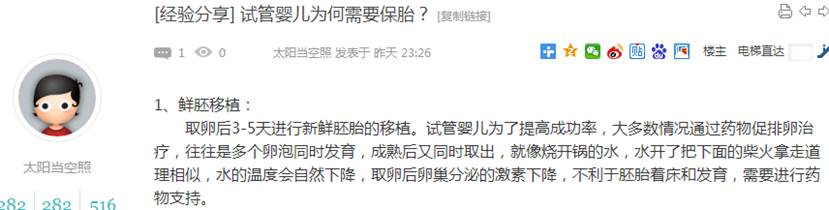 [经验分享] 试管婴儿为何需要保胎？ [复制链接]
1 0 太阳当空照 发表于 昨天 23:26 贴 楼主 电梯直达
1、鲜胚移植：
取卵后3-5天进行新鲜胚胎的移植。试管婴儿为了提高成功率，大多数情况通过药物促排卵治
疗，往往是多个卵泡同时发育，成熟后又同时取出，就像烧开锅的水，水开了把下面的柴火拿走道
理相似，水的温度会自然下降，取卵后卵巢分泌的激素下降，不利于胚胎着床和发育，需要进行药
物支持。
太阳当空照
282 282 516